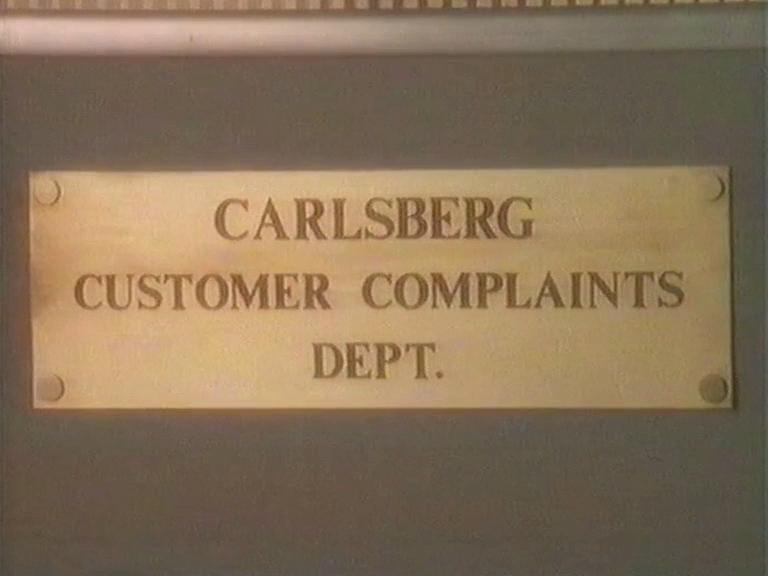 CARLSBERG
CUSTOMER COMPLAINTS
DEPT.